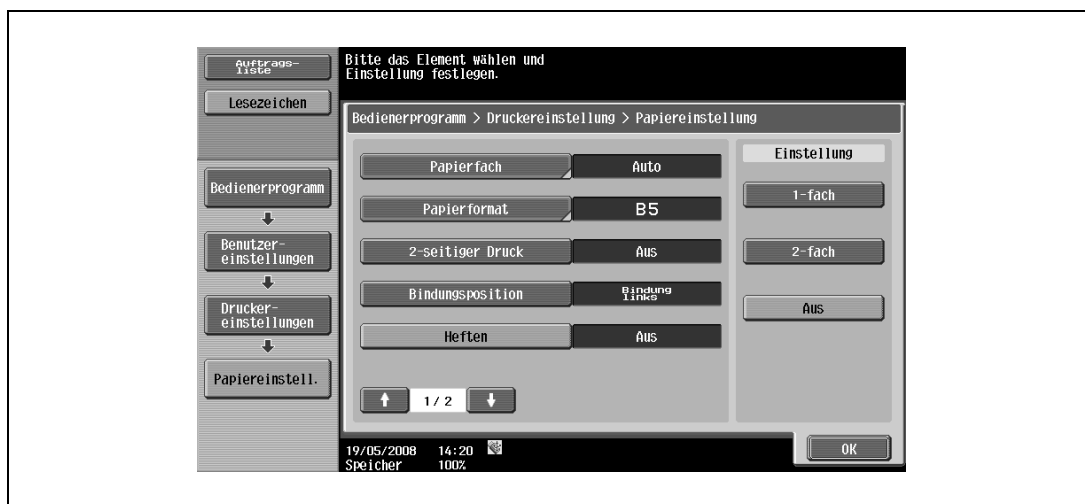 Auftrags-
liste
Lesezeichen
Bitte das Element wählen und
Einstellung festlegen.
Bedienerprogramm > Druckereinstellung > Papiereinstellung
Bedienerprogramm
Benutzer-
einstellungen
Drucker-
einstellungen
Papiereinstell.
Papierfach Auto
Papierformat B5
2-seitiger Druck Aus
Bindungsposition Bindung
links
Heften Aus
1/2
Einstellung
1-fach
2-fach
Aus
19/05/2008 14:20
Speicher 100%
OK